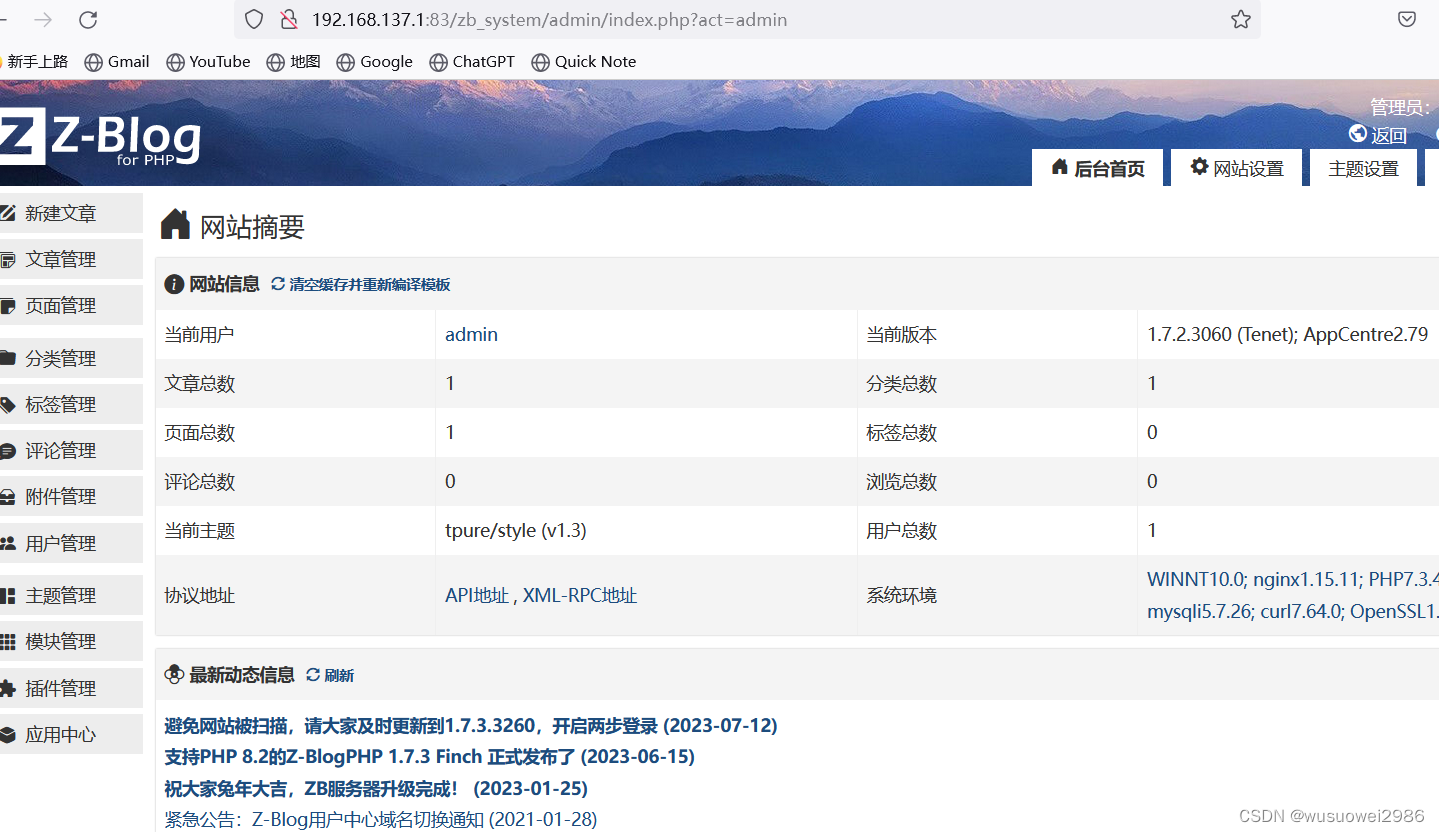 192.168.137.1:83/zb_system/admin/index.php?act=admin
新手上路 Gmail YouTube 地图 Google ChatGPT Quick Note
Z-Blog
for PHP
管理员:
返回
后台首页 网站设置 主题设置
新建文章
文章管理
页面管理
分类管理
标签管理
评论管理
附件管理
用户管理
主题管理
模块管理
插件管理
应用中心
网站摘要
网站信息 清空缓存并重新编译模板
当前用户 admin 当前版本 1.7.2.3060 (Tenet); AppCentre2.79
文章总数 1 分类总数 1
页面总数 1 标签总数 0
评论总数 0 浏览总数 0
当前主题 tpure/style (v1.3) 用户总数 1
协议地址 API地址 , XML-RPC地址 系统环境 WINNT10.0; nginx1.15.11; PHP7.3.4
mysqli5.7.26; curl7.64.0; OpenSSL1.
最新动态信息 刷新
避免网站被扫描，请大家及时更新到1.7.3.3260，开启两步登录 (2023-07-12)
支持PHP 8.2的Z-BlogPHP 1.7.3 Finch 正式发布了 (2023-06-15)
祝大家兔年大吉，ZB服务器升级完成！ (2023-01-25)
紧急公告：Z-Blog用户中心域名切换通知 (2021-01-28)
CSDN @wusuowei2986